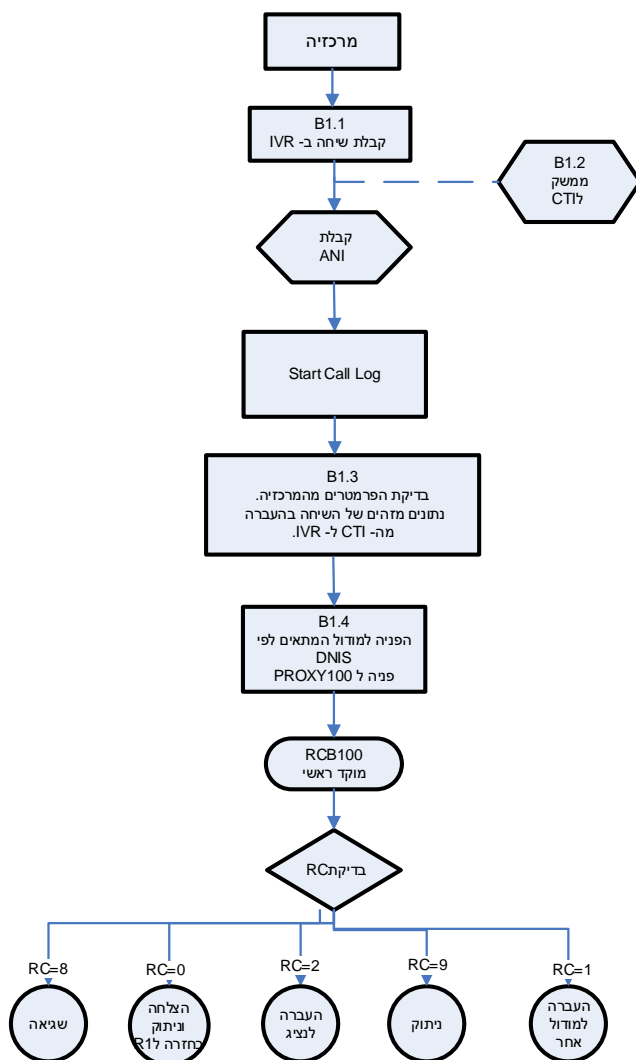 מרכזיה
B1.1
קבלת שיחה ב- IVR
B1.2
ממשק
לCTI
קבלת
ANI
Start Call Log
B1.3
בדיקת הפרמטרים מהמרכזיה.
נתונים מזהים של השיחה בהעברה
מה- CTI ל- IVR.
B1.4
הפניה למודול המתאים לפי
DNIS
פניה ל PROXY100
RCB100
מוקד ראשי
בדיקתRC
RC=8
RC=0
RC=2
RC=9
RC=1
שגיאה
הצלחה
וניתוק
כחזרה לR1
העברה
לנציג
ניתוק
העברה
למודול
אחר